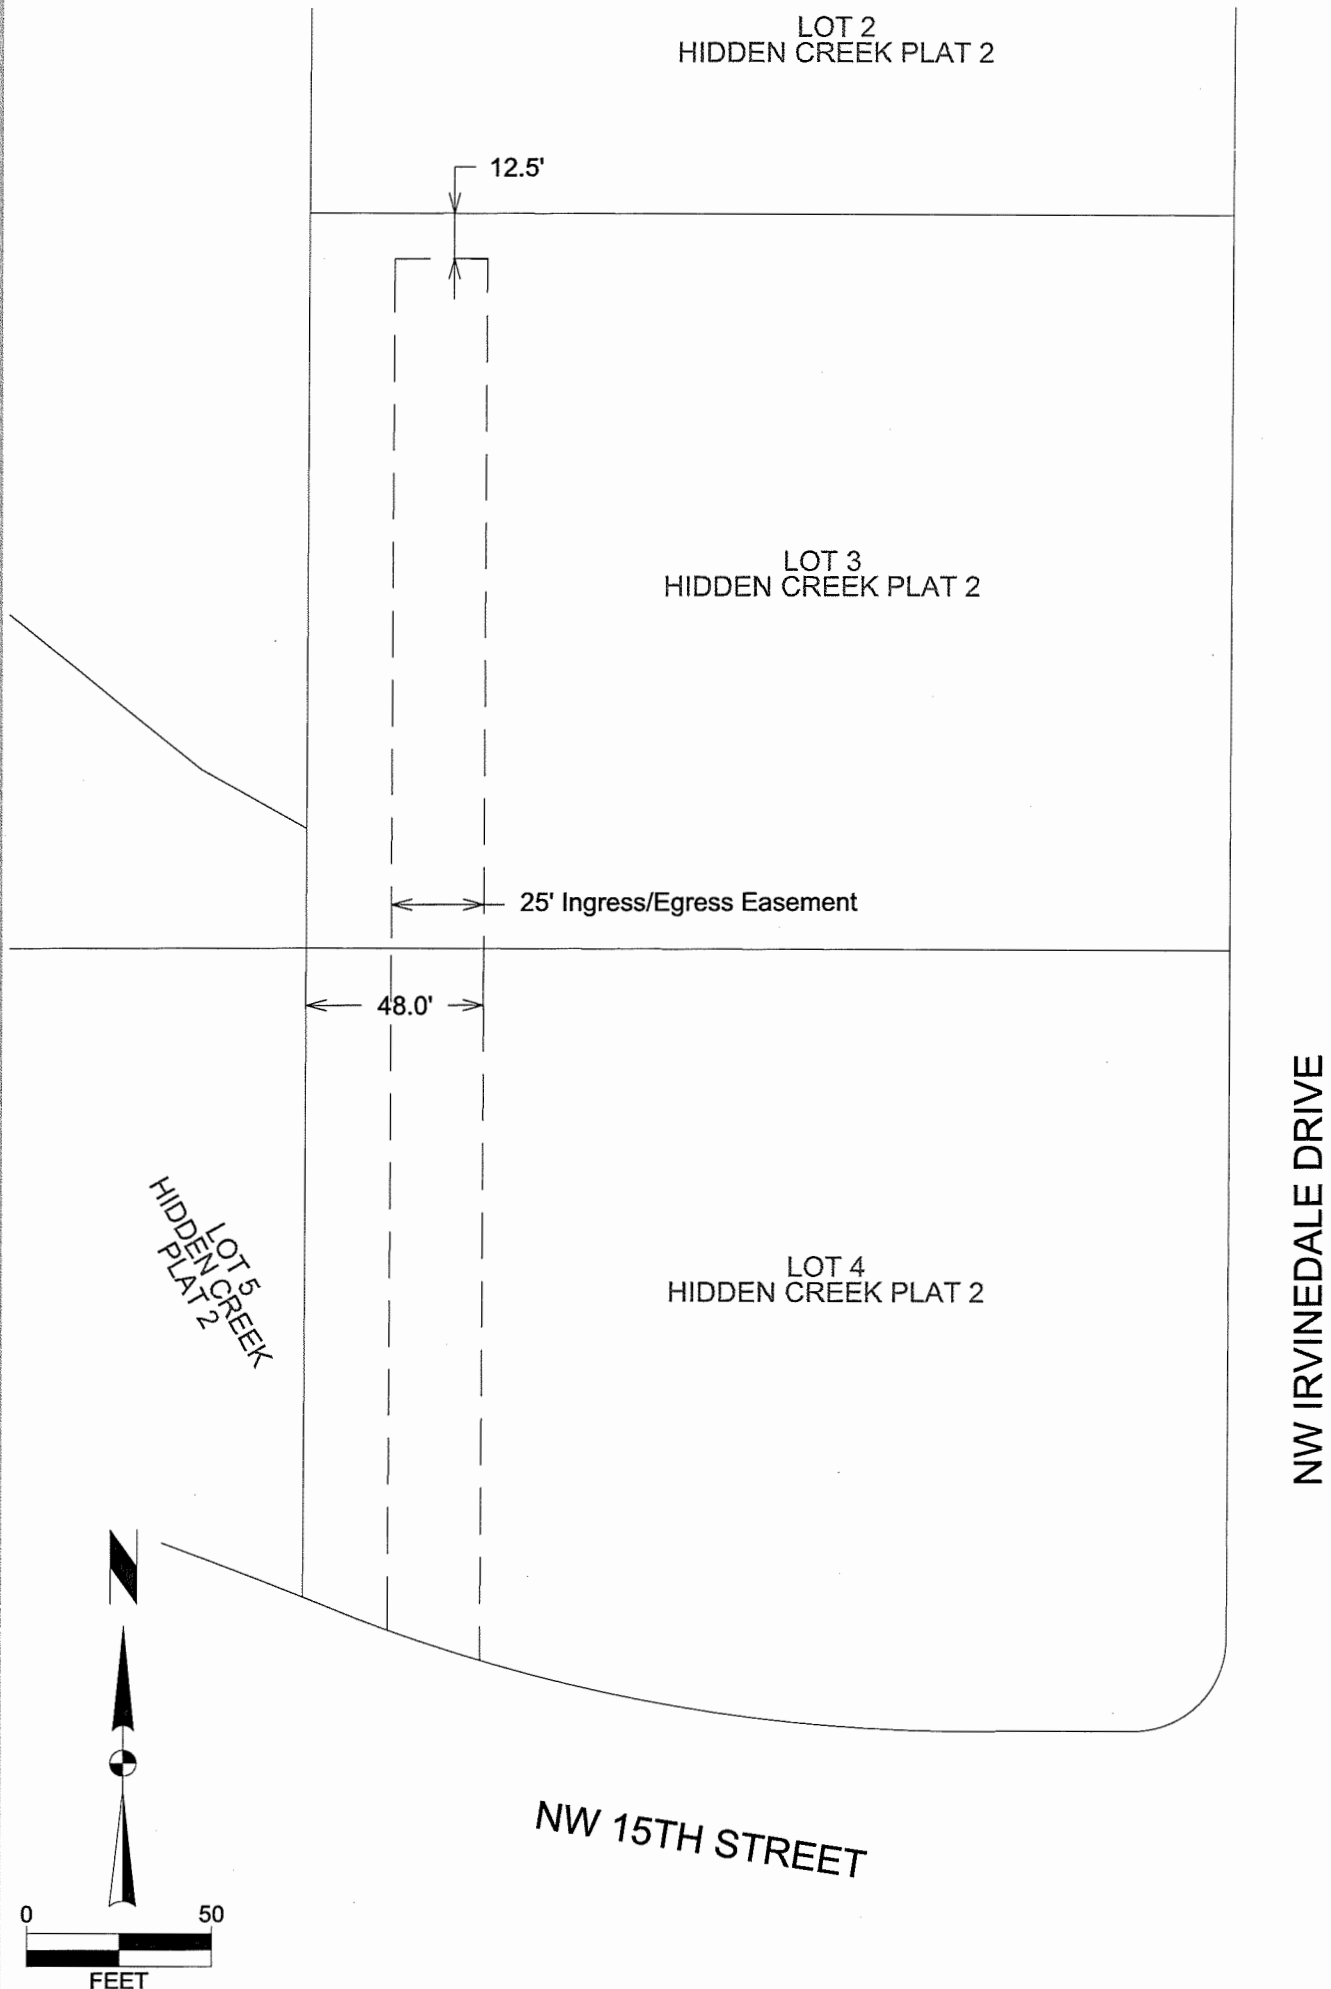 LOT 2
HIDDEN CREEK PLAT 2
12.5'
LOT 3
HIDDEN CREEK PLAT 2
25' Ingress/Egress Easement
48.0'
LOT 5
HIDDEN CREEK
PLAT 2
LOT 4
HIDDEN CREEK PLAT 2
NW IRVINEDALE DRIVE
N
NW 15TH STREET
0 50
FEET